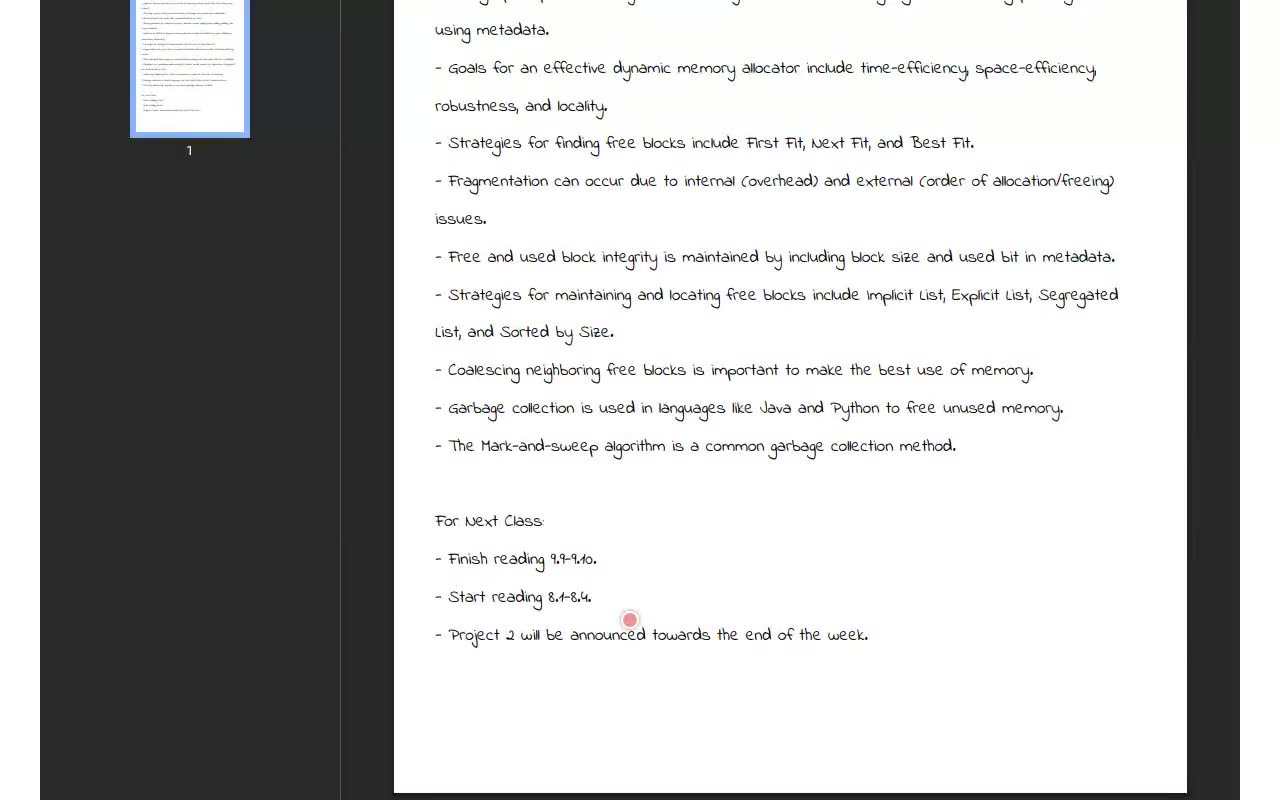 using metadata.
- Goals for an effective dynamic memory allocator include time-efficiency, space-efficiency,
robustness, and locality.
- Strategies for finding free blocks include First Fit, Next Fit, and Best Fit.
- Fragmentation can occur due to internal (overhead) and external (order of allocation/freeing)
issues.
- Free and used block integrity is maintained by including block size and used bit in metadata.
- Strategies for maintaining and locating free blocks include Implicit List, Explicit List, Segregated
List, and Sorted by Size.
- Coalescing neighboring free blocks is important to make the best use of memory.
- Garbage collection is used in languages like Java and Python to free unused memory.
- The Mark-and-sweep algorithm is a common garbage collection method.
For Next Class:
- Finish reading 9.9-9.10.
- Start reading 8.1-8.4.
- Project 2 will be announced towards the end of the week.
1